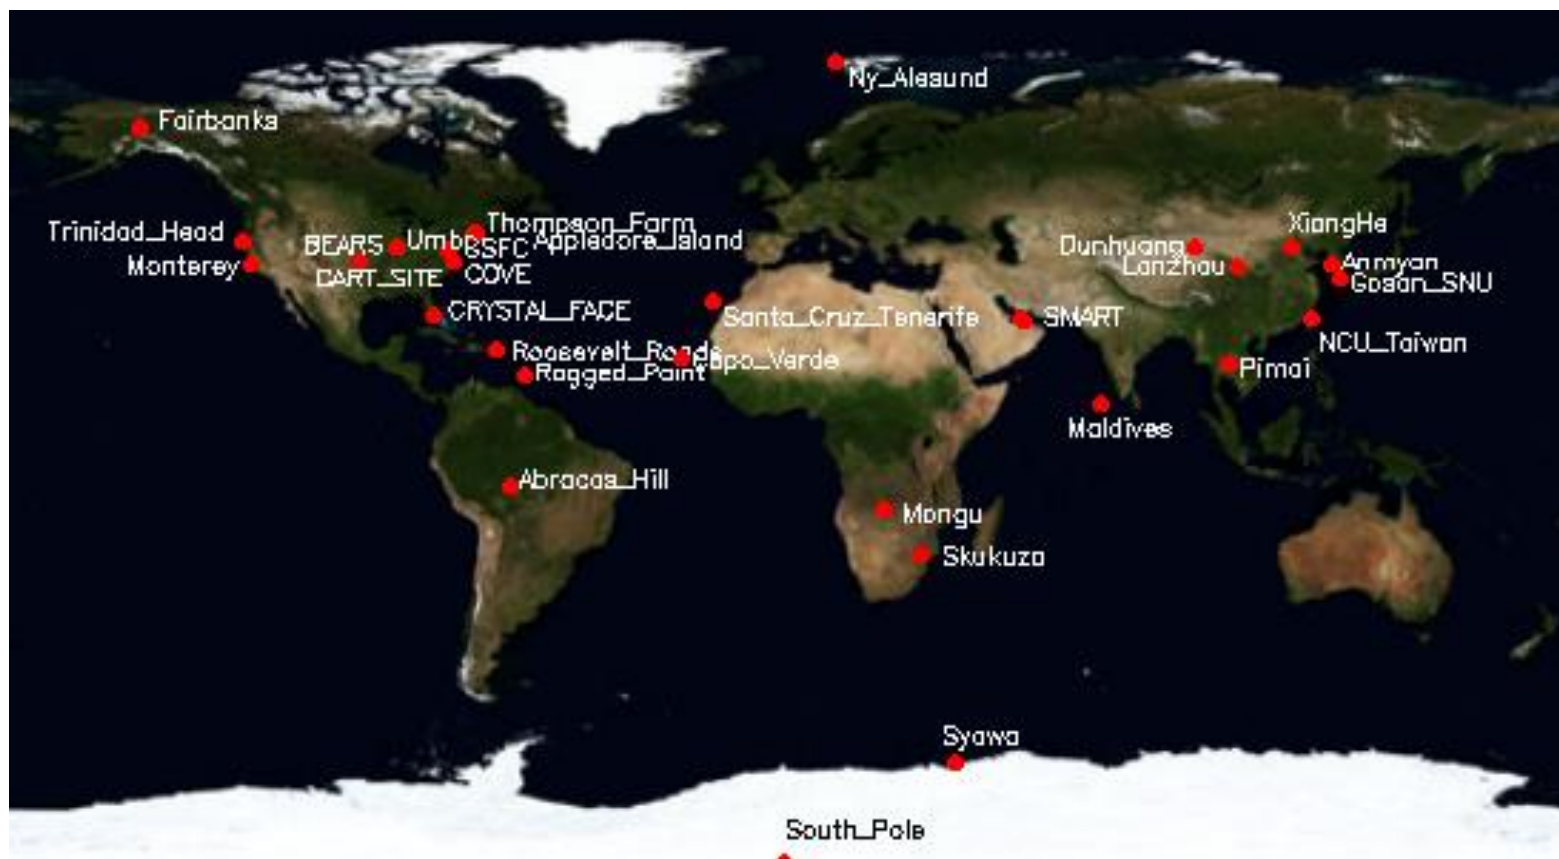 Ny_Alesund
Fairbanks
Thompson_Farm
Trinidad_Head
BEARS
GSFC
Appledore_Island
XiangHe
Dunhuang
Monterey
Lanzhou
Anmyon
CART_SITE
COVE
Gosan_SNU
CRYSTAL_FACE
Santa_Cruz_Tenerife
SMART
NCU_Taiwan
Roosevelt_Roads
Capo_Verde
Ragged_Point
Pimai
Maldives
Abracos_Hill
Mongu
Skukuza
Syowa
South_Pole